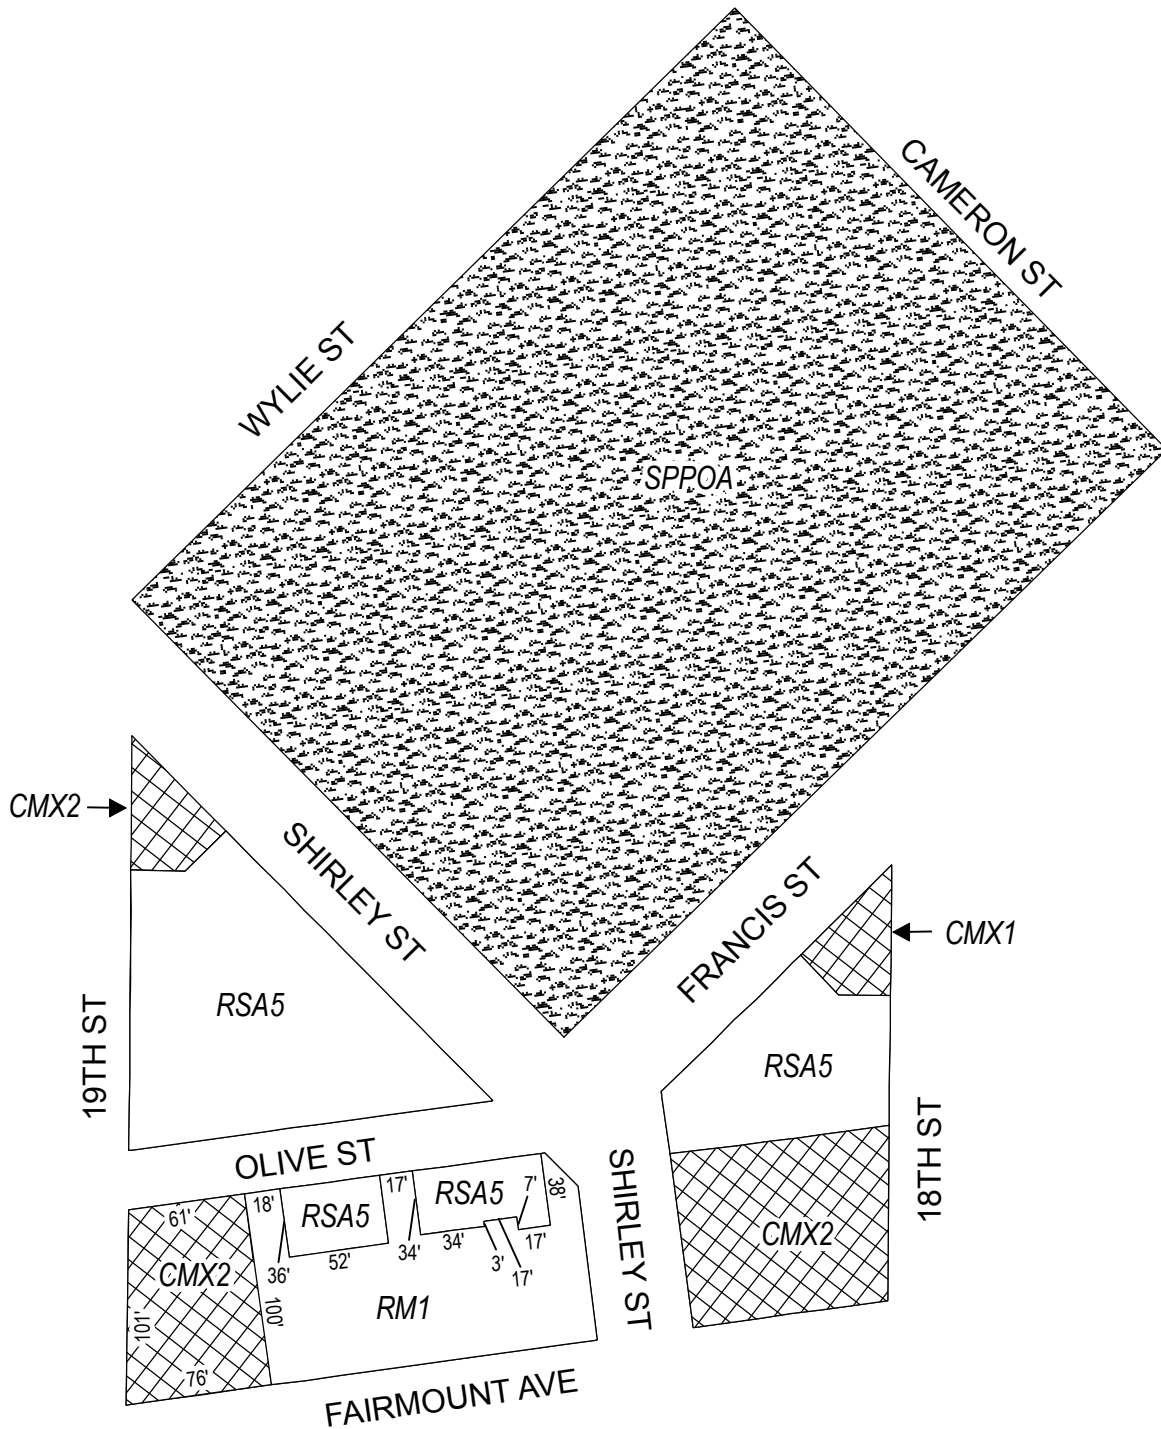 CAMERON ST
WYLIE ST
SPPOA
CMX2
SHIRLEY ST
FRANCIS ST
CMX1
RSA5
19TH ST
RSA5
18TH ST
OLIVE ST
SHIRLEY ST
61'
18'
RSA5
17'
RSA5
7'
38'
CMX2
36'
52'
34'
34'
3'
17'
17'
CMX2
101'
100'
RM1
76'
FAIRMOUNT AVE